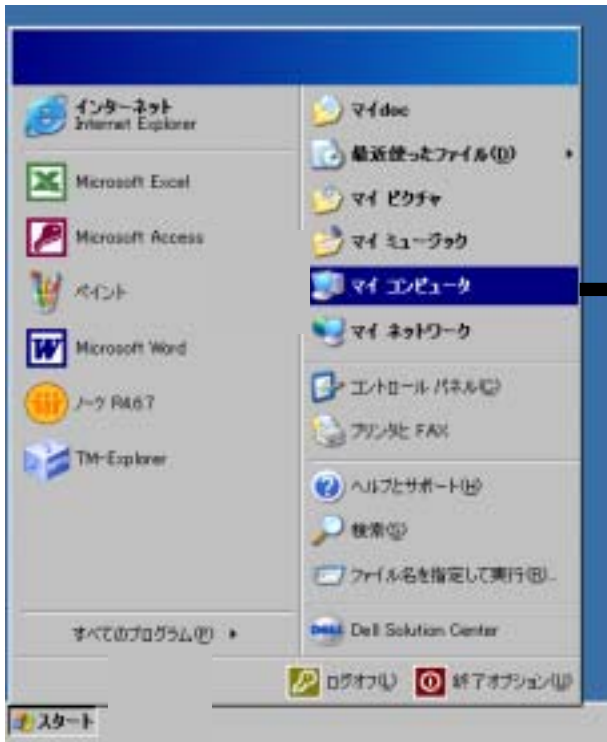 インターネット
Internet Explorer
Microsoft Excel
Microsoft Access
ペイント
Microsoft Word
ノーツ R4.6.7
TM-Explorer
すべてのプログラム(P)
マイdoc
最近使ったファイル(D)
マイ ピクチャ
マイ ミュージック
マイ コンピュータ
マイ ネットワーク
コントロール パネル(C)
プリンタと FAX
ヘルプとサポート(H)
検索(S)
ファイル名を指定して実行(R)...
DELL Dell Solution Center
ログオフ(L)
終了オプション(U)
スタート